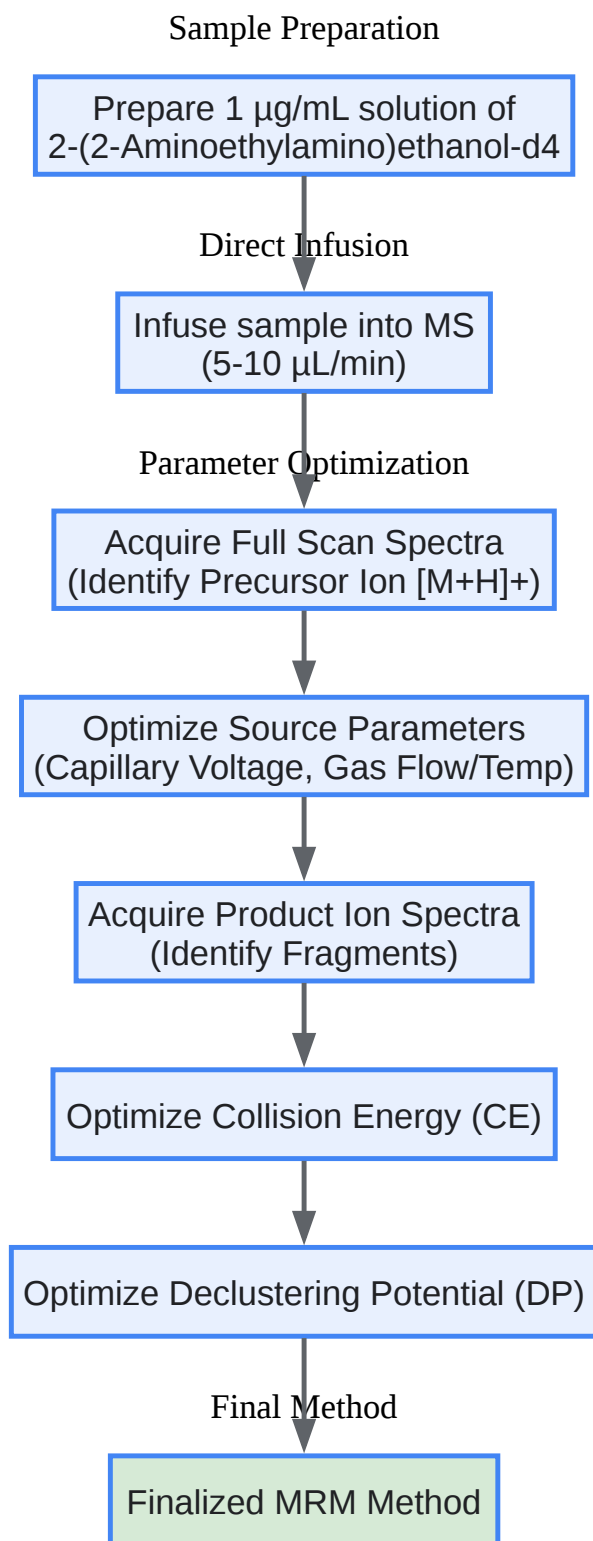 Sample Preparation
Prepare 1 µg/mL solution of
2-(2-Aminoethylamino)ethanol-d4
Direct Infusion
Infuse sample into MS
(5-10 µL/min)
Parameter Optimization
Acquire Full Scan Spectra
(Identify Precursor Ion [M+H]+)
Optimize Source Parameters
(Capillary Voltage, Gas Flow/Temp)
Acquire Product Ion Spectra
(Identify Fragments)
Optimize Collision Energy (CE)
Optimize Declustering Potential (DP)
Final Method
Finalized MRM Method